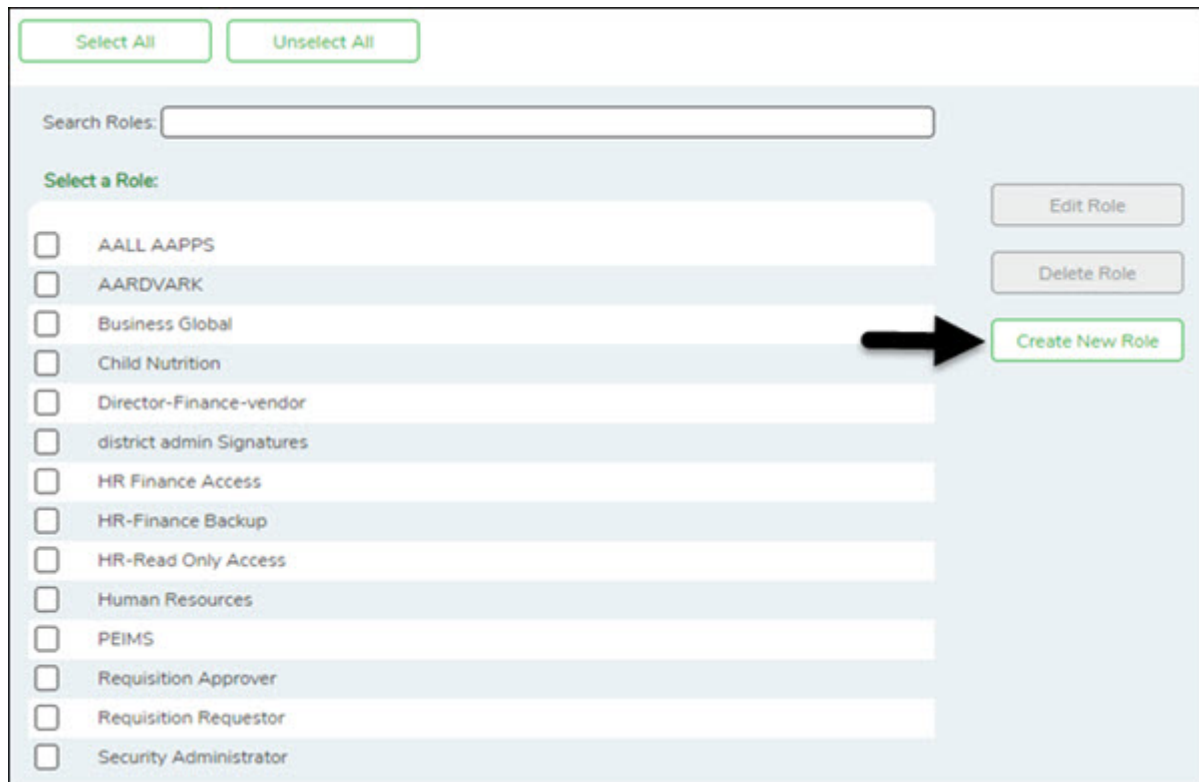 Select All
Unselect All
Search Roles:
Select a Role:
Edit Role
AALL AAPPS
Delete Role
AARDVARK
Business Global
Create New Role
Child Nutrition
Director-Finance-vendor
district admin Signatures
HR Finance Access
HR-Finance Backup
HR-Read Only Access
Human Resources
PEIMS
Requisition Approver
Requisition Requestor
Security Administrator